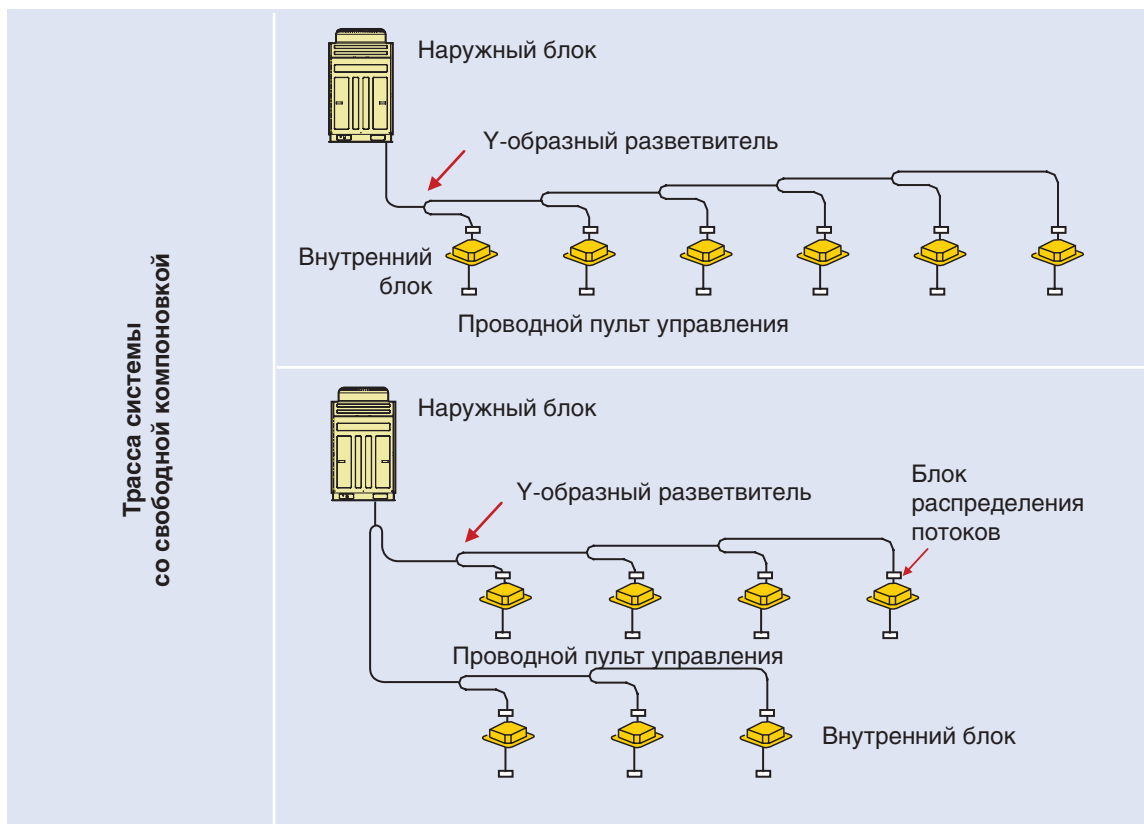 Трасса системы
со свободной компоновкой
Наружный блок
Y-образный разветвитель
Внутренний
блок
Проводной пульт управления
Наружный блок
Y-образный разветвитель
Блок
распределения
потоков
Проводной пульт управления
Внутренний блок